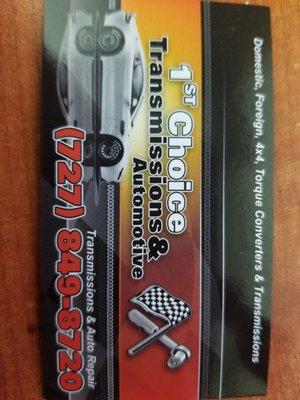 Domestic, Foreign, 4x4, Torque Converters & Transmissions
1ST Choice
Transmissions &
Automotive
Transmissions & Auto Repair
(727) 849-8720